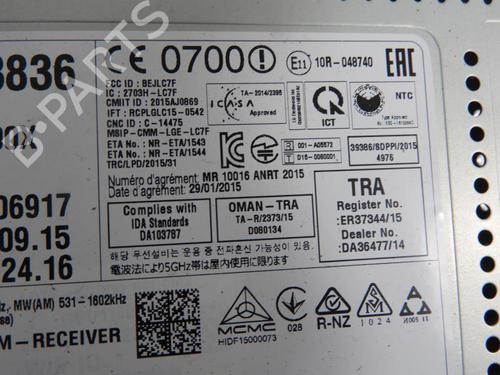 3836
CE 0700
E11 10R-048740
EAC
FCC ID : BEJLC7F
IC : 2703H-LC7F
CMIIT ID : 2015AJ0869
IFT : RCPLGLC15-0542
CNC ID : C-14475
MSIP-CMM-LGE-LC7F
ETA No. : NR-ETA/1543
ETA No. : NR-ETA/1544
TRC/LPD/2015/31
TA-2014/2395
ICASA
ICT
NTC
001-A05572
015-0060001
39386/SDPPI/2015
4976
00X
Numéro d'agrément: MR 10016 ANRT 2015
Date d'agrément: 29/01/2015
06917
09.15
24.16
Complies with
IDA Standards
DA103787
OMAN-TRA
TA-R/2373/15
D080134
TRA
Register No.
:ER37344/15
Dealer No.
:DA36477/14
해당 무선설비는 운용 중 전파혼신 가능성이 있음
電波法により5GHz帯は屋内使用に限ります
Hz, MW(AM) 531-1602kHz
M-RECEIVER
MCMC
HIDF15000073
028
R-NZ
1024
D-PARTS